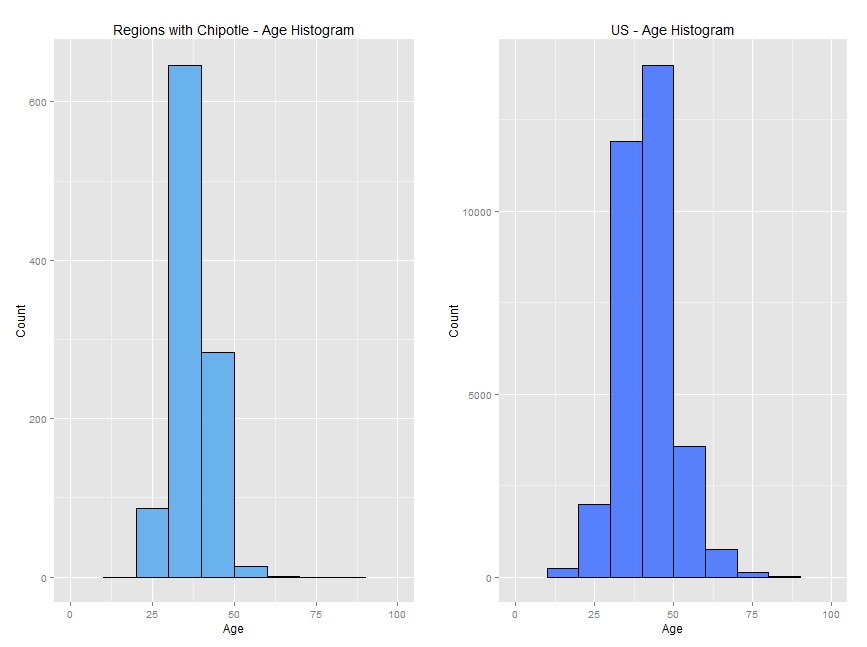 Regions with Chipotle - Age Histogram
600
400
200
0
Count
0 25 50 75 100
Age
US - Age Histogram
10000
5000
0
Count
0 25 50 75 100
Age